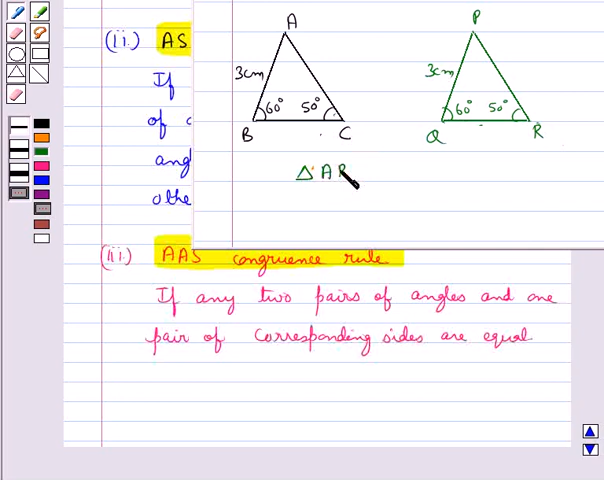 A P
3cm 3cm
60° 50° 60° 50°
B C Q R
Δ A
(ii.) AS
If
of
ang
othe
(iii.) AAS congruence rule
If any two pairs of angles and one
pair of corresponding sides are equal